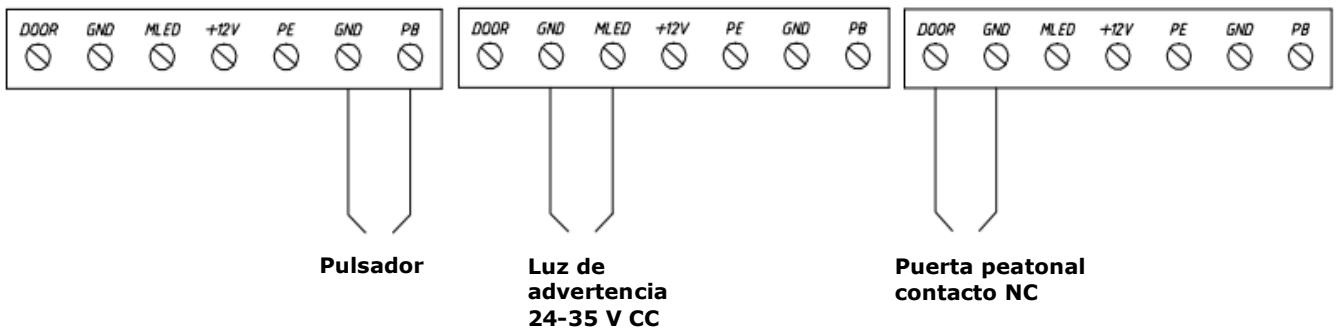 DOOR GND MLED +12V PE GND PB
DOOR GND MLED +12V PE GND PB
DOOR GND MLED +12V PE GND PB
Pulsador
Luz de
advertencia
24-35 V CC
Puerta peatonal
contacto NC